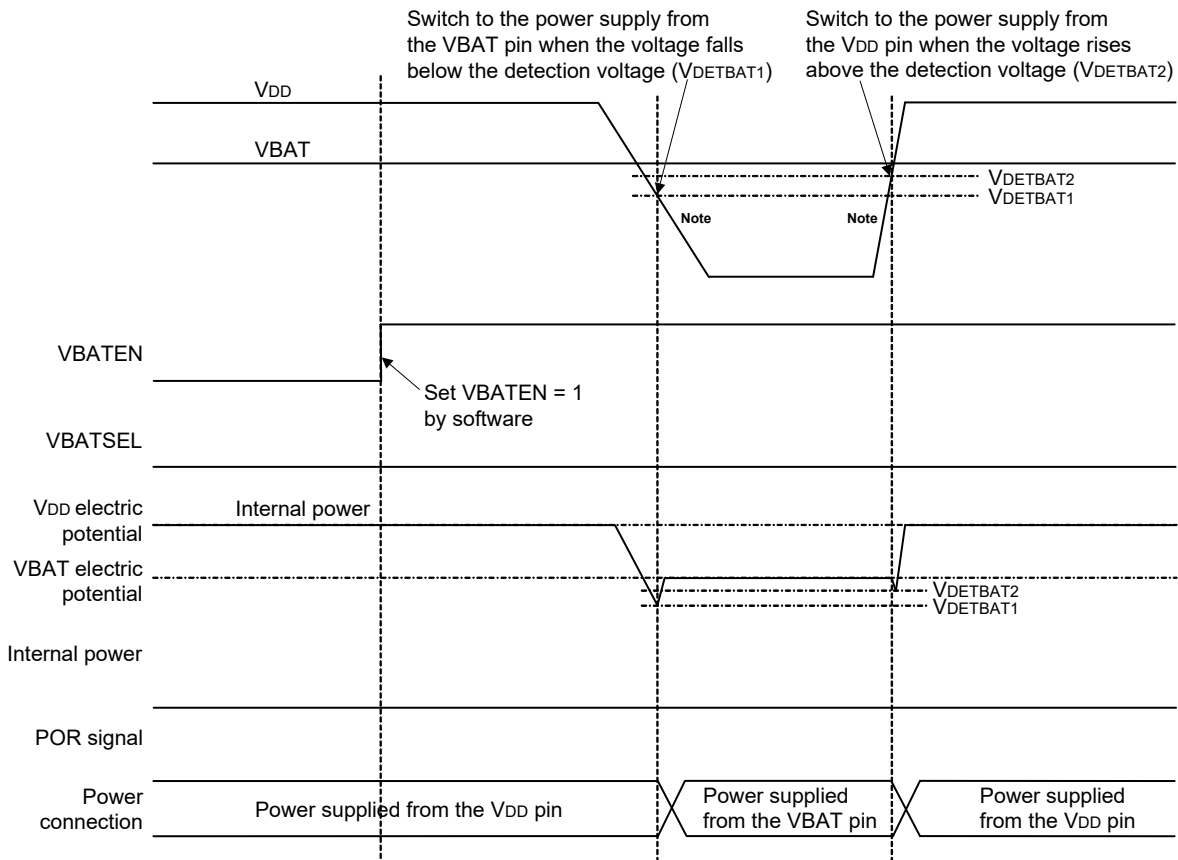 Switch to the power supply from
the VBAT pin when the voltage falls
below the detection voltage (VDETBAT1)
Switch to the power supply from
the VDD pin when the voltage rises
above the detection voltage (VDETBAT2)
VDD
VBAT
VDETBAT2
VDETBAT1
Note
Note
VBATEN
Set VBATEN = 1
by software
VBATSEL
VDD electric
potential
Internal power
VBAT electric
potential
VDETBAT2
VDETBAT1
Internal power
POR signal
Power
connection
Power supplied from the VDD pin
Power supplied
from the VBAT pin
Power supplied
from the VDD pin